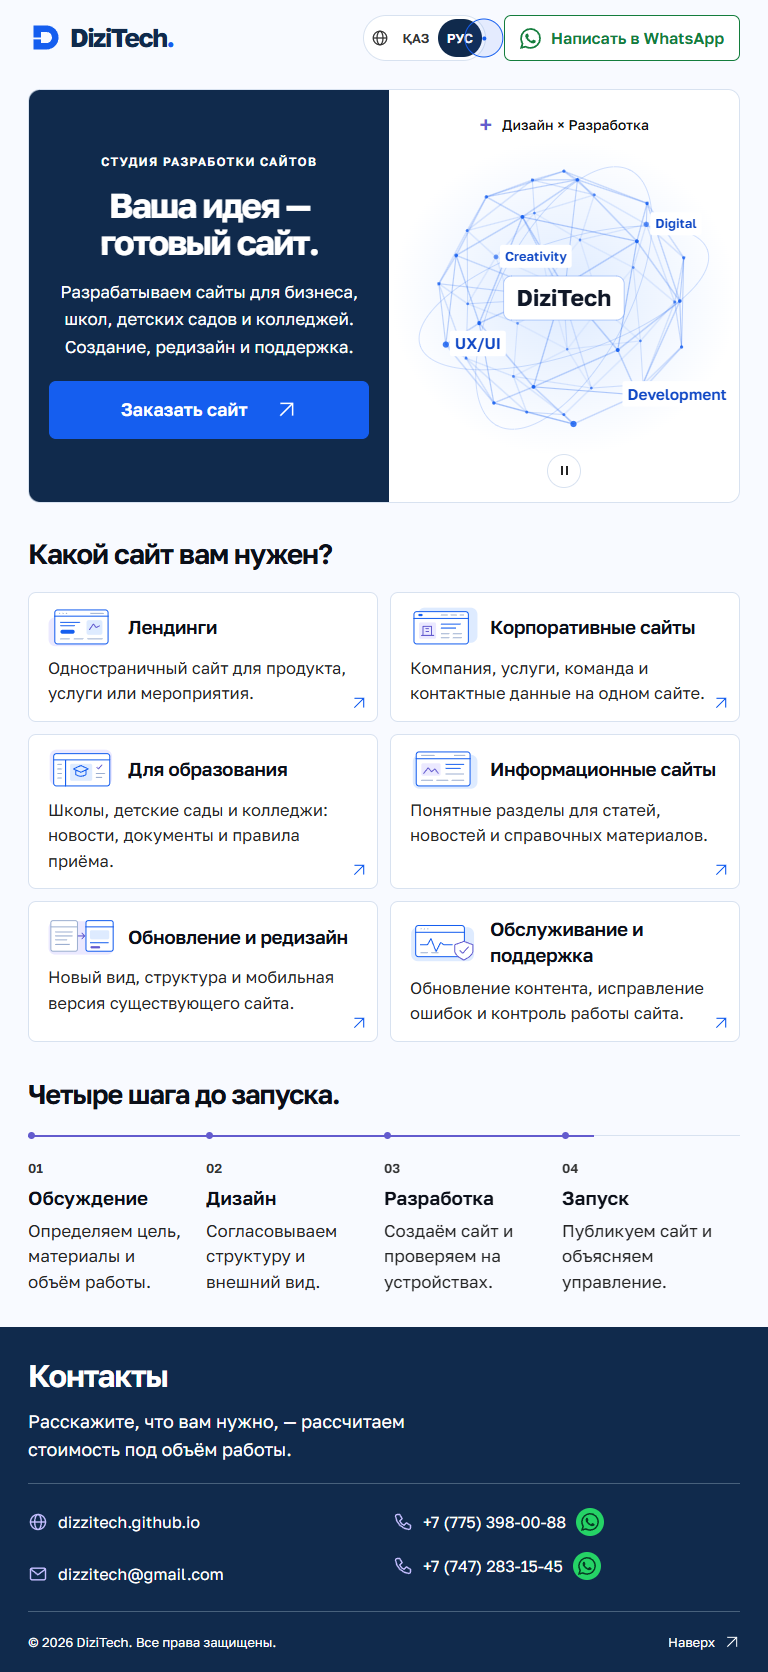 DiziTech.
ҚАЗ
РУС
Написать в WhatsApp
СТУДИЯ РАЗРАБОТКИ САЙТОВ
Ваша идея —
готовый сайт.
Разрабатываем сайты для бизнеса,
школ, детских садов и колледжей.
Создание, редизайн и поддержка.
Заказать сайт
+ Дизайн × Разработка
Digital
Creativity
DiziTech
UX/UI
Development
Какой сайт вам нужен?
Лендинги
Одностраничный сайт для продукта,
услуги или мероприятия.
Корпоративные сайты
Компания, услуги, команда и
контактные данные на одном сайте.
Для образования
Школы, детские сады и колледжи:
новости, документы и правила
приёма.
Информационные сайты
Понятные разделы для статей,
новостей и справочных материалов.
Обновление и редизайн
Новый вид, структура и мобильная
версия существующего сайта.
Обслуживание и
поддержка
Обновление контента, исправление
ошибок и контроль работы сайта.
Четыре шага до запуска.
01
Обсуждение
Определяем цель,
материалы и
объём работы.
02
Дизайн
Согласовываем
структуру и
внешний вид.
03
Разработка
Создаём сайт и
проверяем на
устройствах.
04
Запуск
Публикуем сайт и
объясняем
управление.
Контакты
Расскажите, что вам нужно, — рассчитаем
стоимость под объём работы.
dizzitech.github.io
dizzitech@gmail.com
+7 (775) 398-00-88
+7 (747) 283-15-45
© 2026 DiziTech. Все права защищены.
Наверх